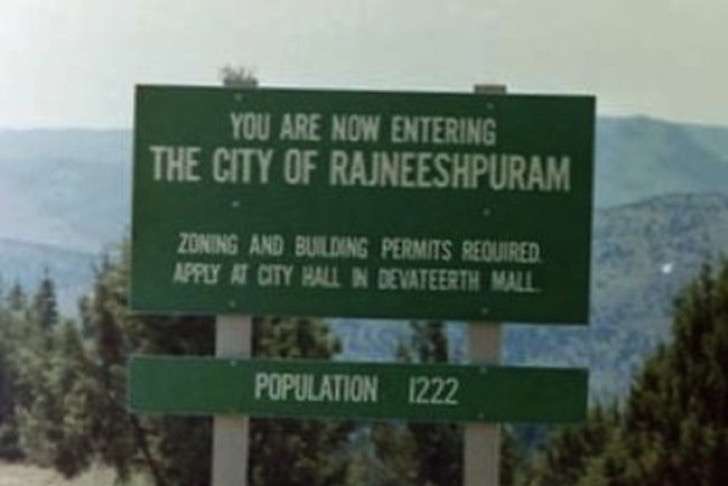 YOU ARE NOW ENTERING
THE CITY OF RAJNEESHPURAM
ZONING AND BUILDING PERMITS REQUIRED.
APPLY AT CITY HALL IN DEVATEERTH MALL.
POPULATION 1222